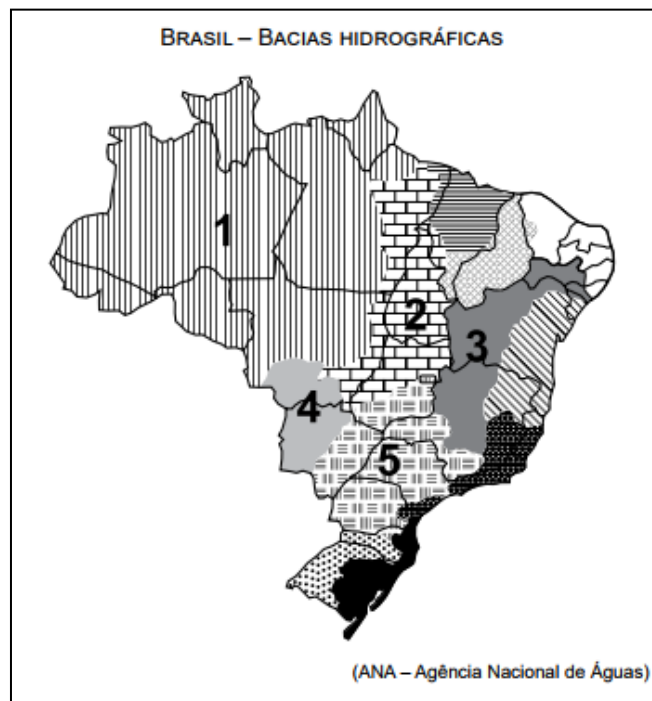 BRASIL – BACIAS HIDROGRÁFICAS
1
2
3
4
5
(ANA – Agência Nacional de Águas)